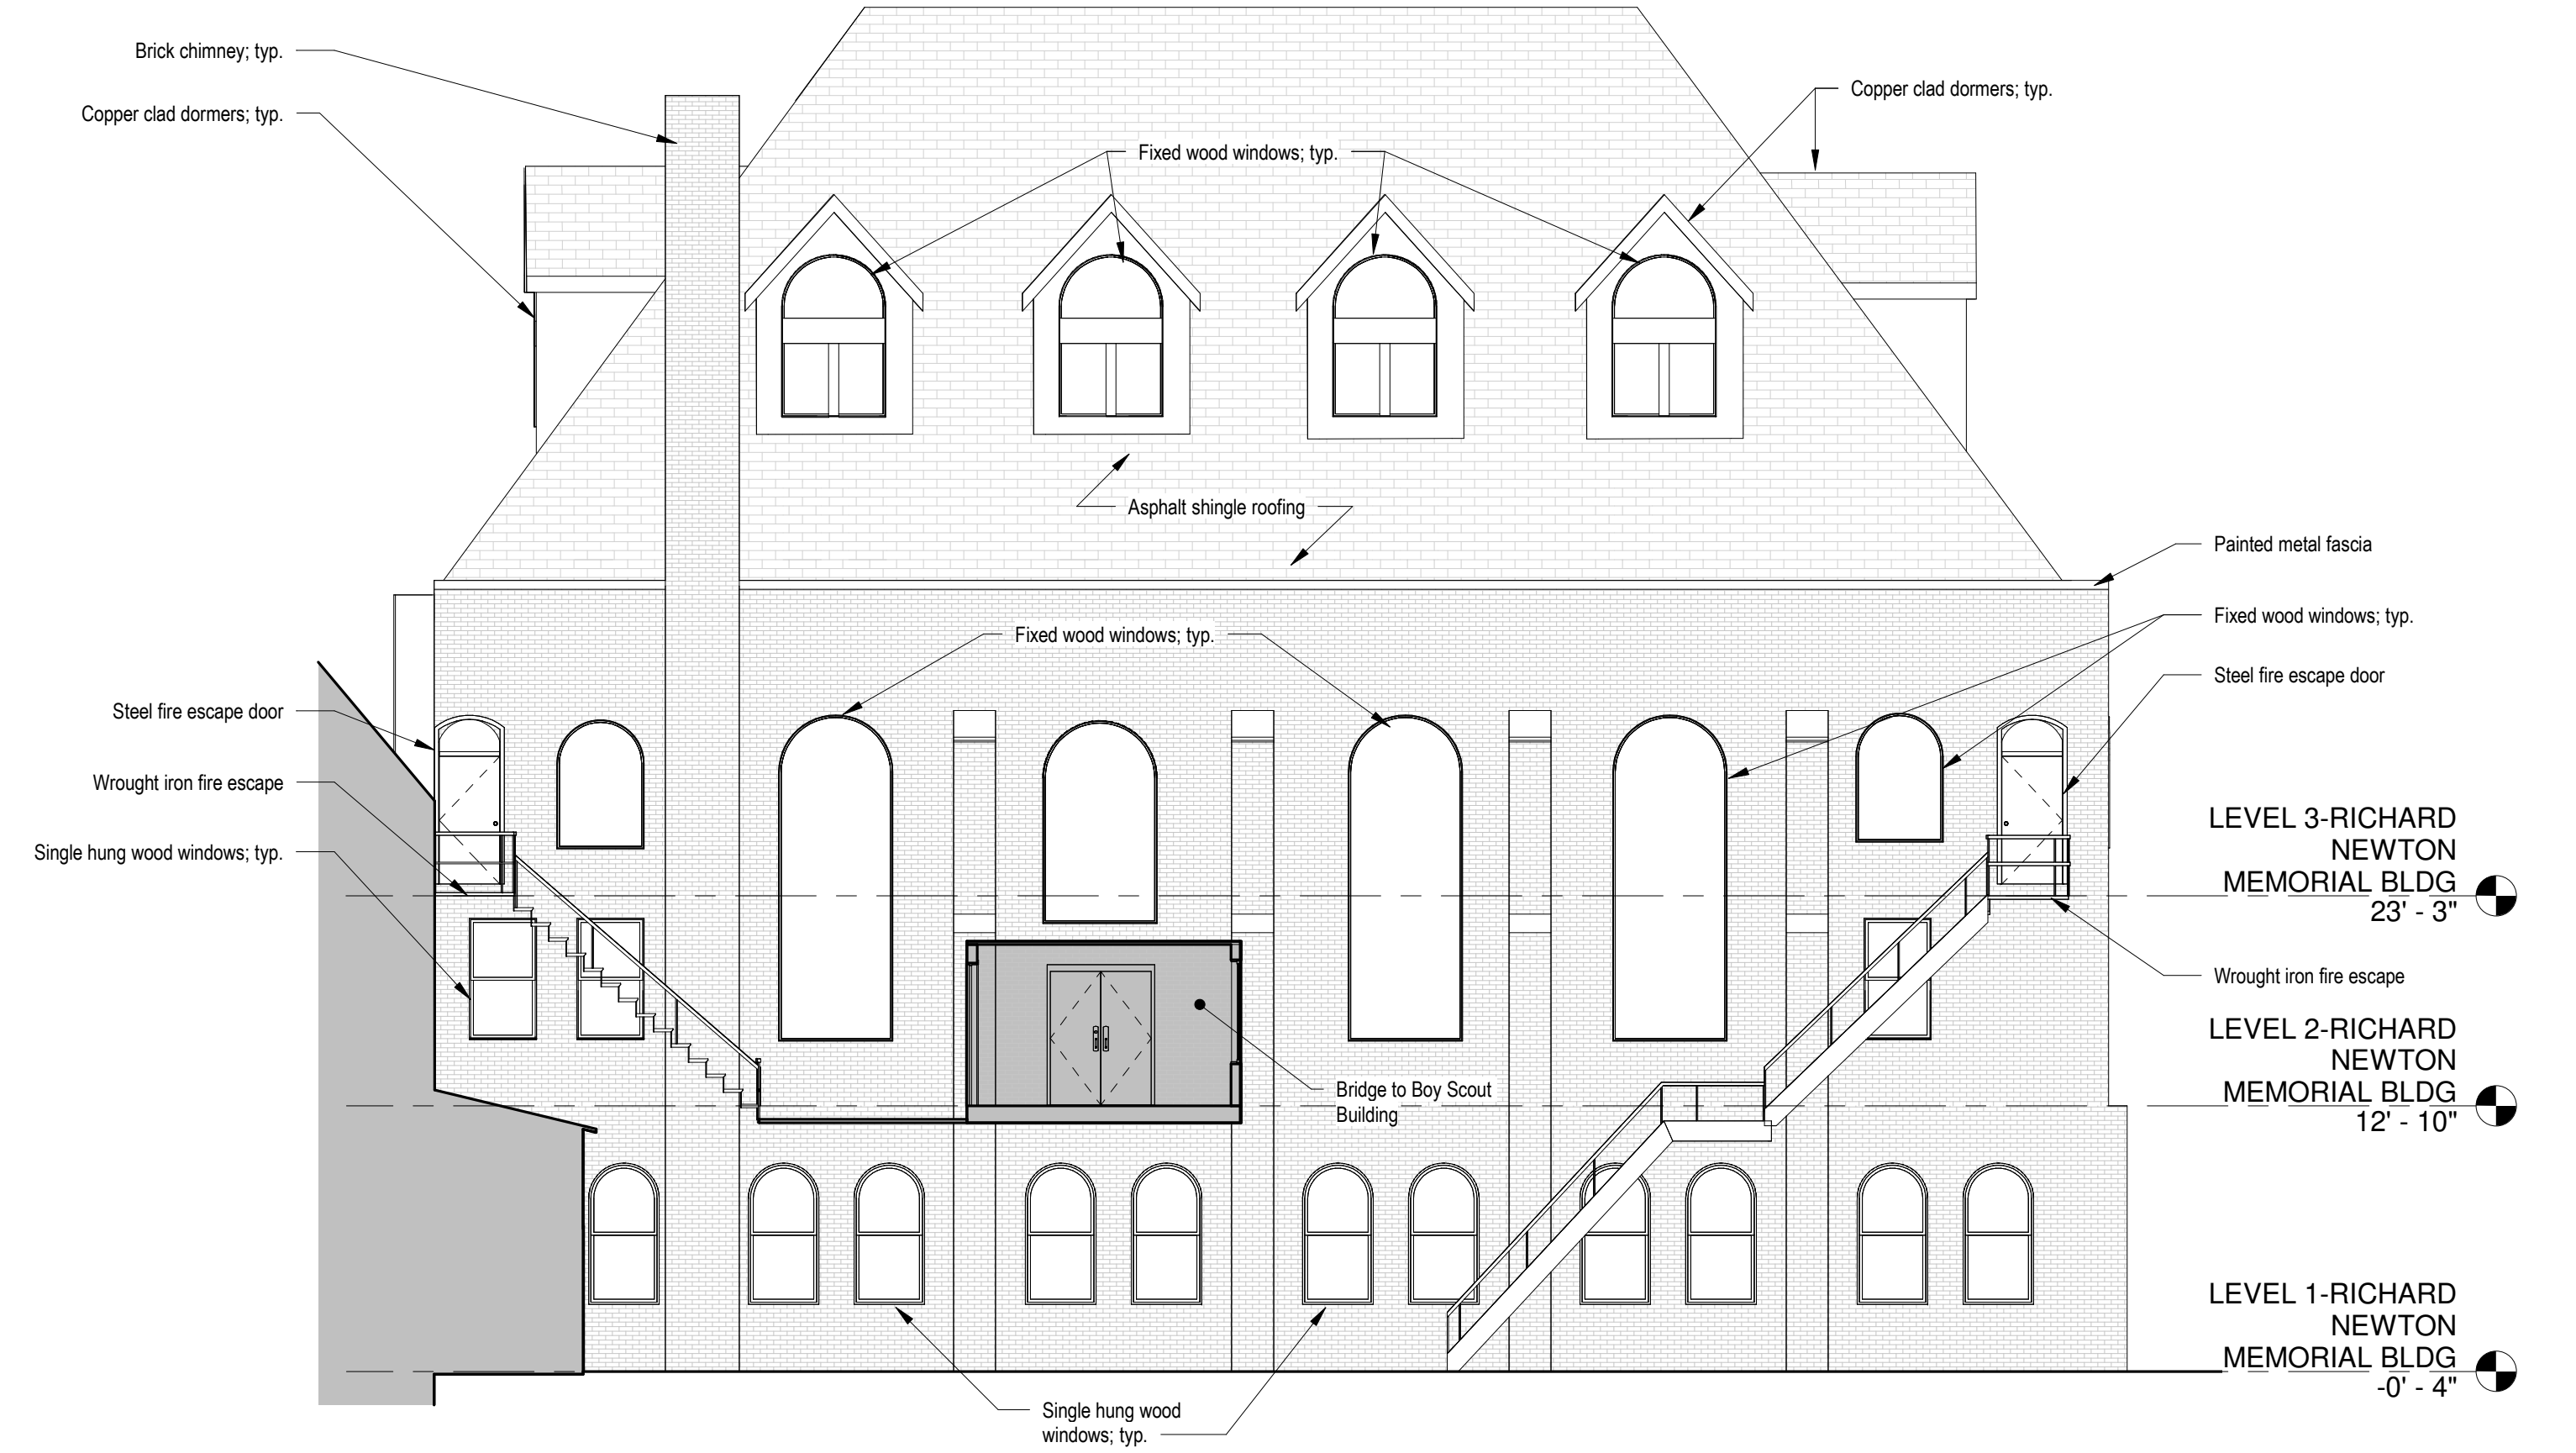 Brick chimney; typ.
Copper clad dormers; typ.
Copper clad dormers; typ.
Fixed wood windows; typ.
Asphalt shingle roofing
Painted metal fascia
Fixed wood windows; typ.
Fixed wood windows; typ.
Steel fire escape door
Steel fire escape door
Wrought iron fire escape
Single hung wood windows; typ.
LEVEL 3-RICHARD
NEWTON
MEMORIAL BLDG
23' - 3"
Wrought iron fire escape
LEVEL 2-RICHARD
NEWTON
MEMORIAL BLDG
12' - 10"
Bridge to Boy Scout
Building
LEVEL 1-RICHARD
NEWTON
MEMORIAL BLDG
-0' - 4"
Single hung wood
windows; typ.